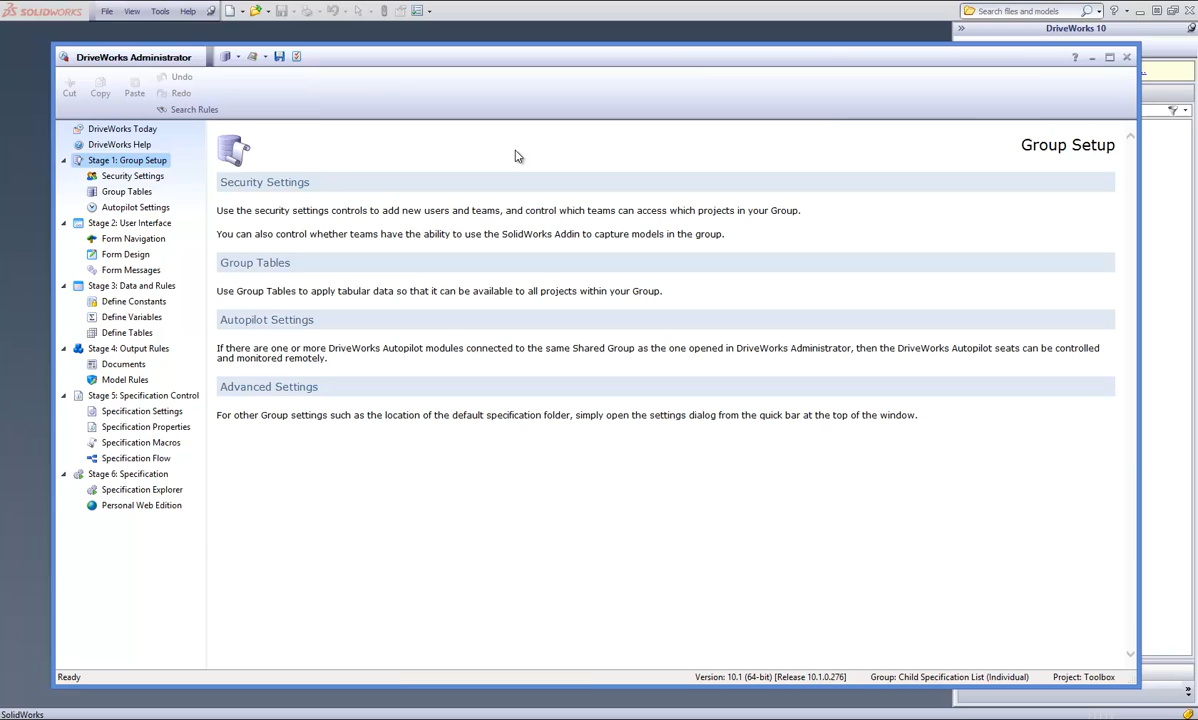 SOLIDWORKS File View Tools Help Search files and models
DriveWorks 10
DriveWorks Administrator
Cut Copy Paste Undo
Redo
Search Rules
DriveWorks Today
DriveWorks Help
Stage 1: Group Setup
Security Settings
Group Tables
Autopilot Settings
Stage 2: User Interface
Form Navigation
Form Design
Form Messages
Stage 3: Data and Rules
Define Constants
Define Variables
Define Tables
Stage 4: Output Rules
Documents
Model Rules
Stage 5: Specification Control
Specification Settings
Specification Properties
Specification Macros
Specification Flow
Stage 6: Specification
Specification Explorer
Personal Web Edition
Group Setup
Security Settings
Use the security settings controls to add new users and teams, and control which teams can access which projects in your Group.
You can also control whether teams have the ability to use the SolidWorks Addin to capture models in the group.
Group Tables
Use Group Tables to apply tabular data so that it can be available to all projects within your Group.
Autopilot Settings
If there are one or more DriveWorks Autopilot modules connected to the same Shared Group as the one opened in DriveWorks Administrator, then the DriveWorks Autopilot seats can be controlled
and monitored remotely.
Advanced Settings
For other Group settings such as the location of the default specification folder, simply open the settings dialog from the quick bar at the top of the window.
Ready Version: 10.1 (64-bit) [Release 10.1.0.276] Group: Child Specification List (Individual) Project: Toolbox
SolidWorks